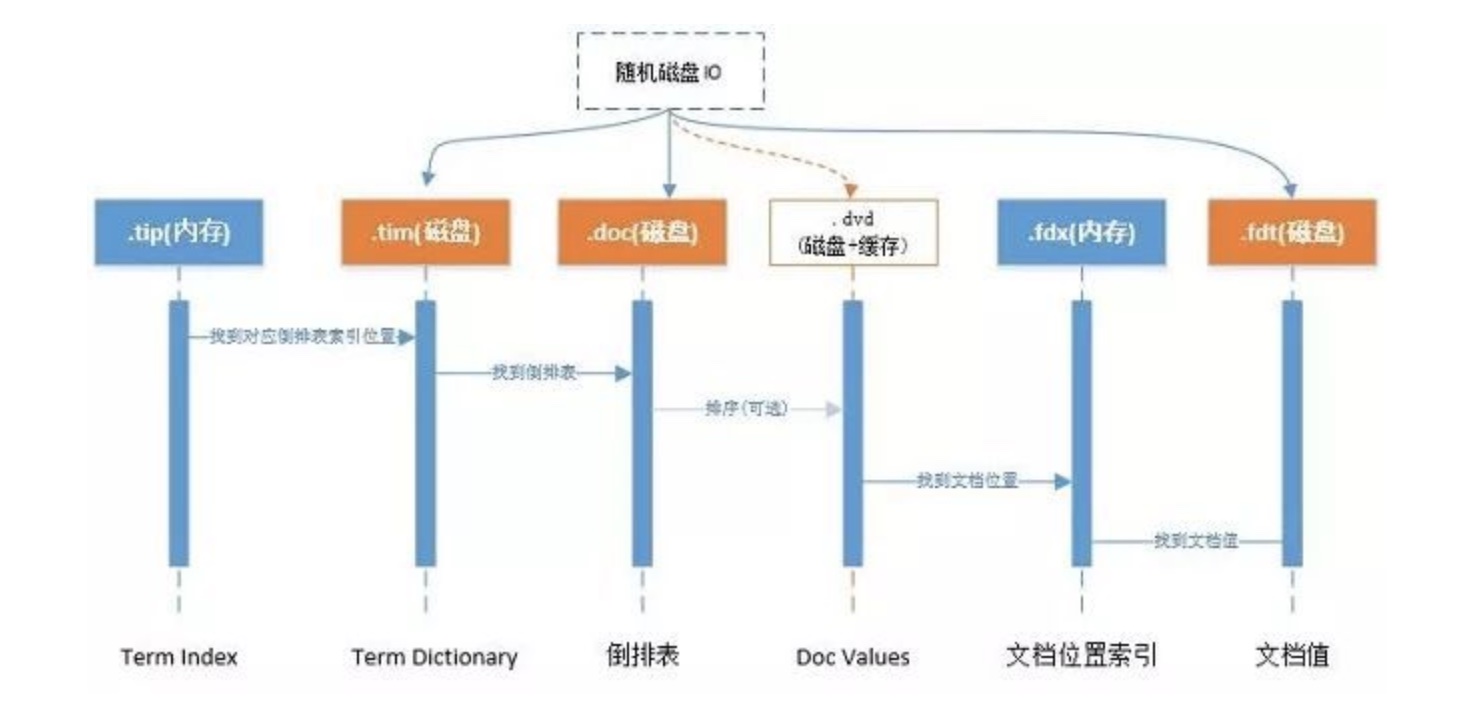 随机磁盘IO
.tip(内存)
.tim(磁盘)
.doc(磁盘)
.dvd
(磁盘+缓存)
.fdx(内存)
.fdt(磁盘)
找到对应倒排表索引位置
找到倒排表
排序(可选)
找到文档位置
找到文档值
Term Index
Term Dictionary
倒排表
Doc Values
文档位置索引
文档值